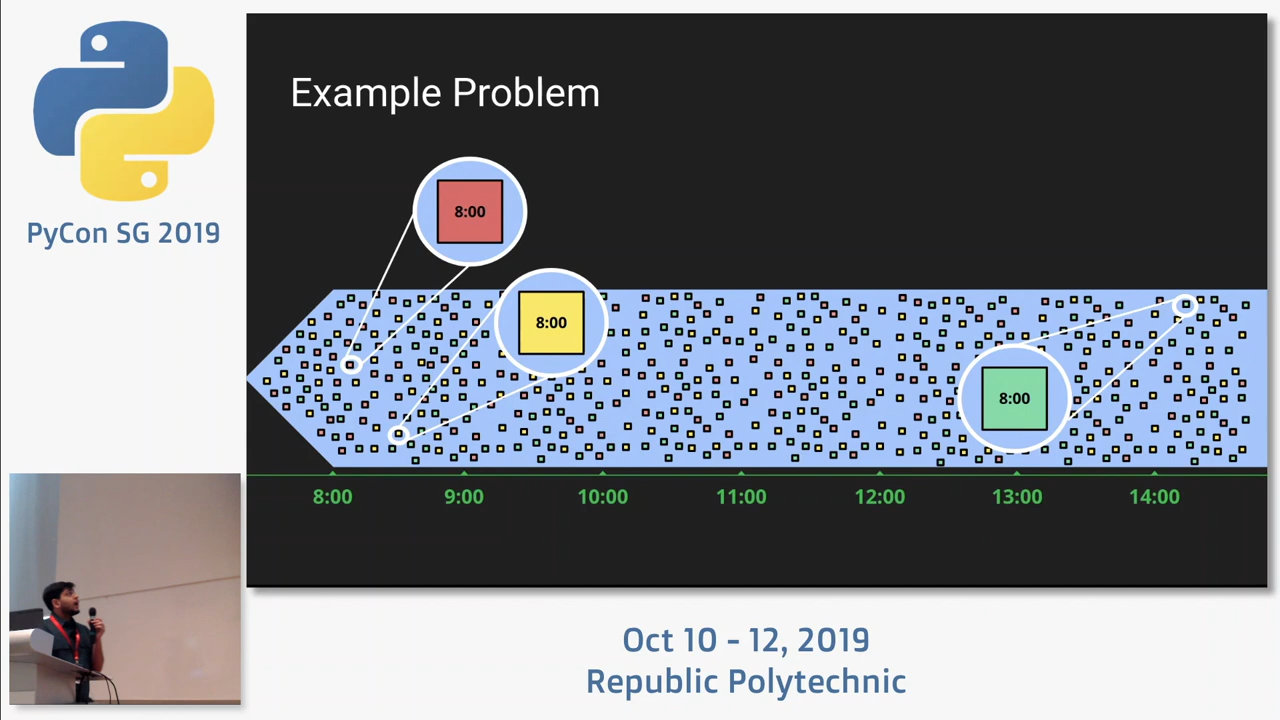 PyCon SG 2019
Example Problem
8:00
8:00
8:00
8:00
9:00
10:00
11:00
12:00
13:00
14:00
Oct 10 - 12, 2019
Republic Polytechnic